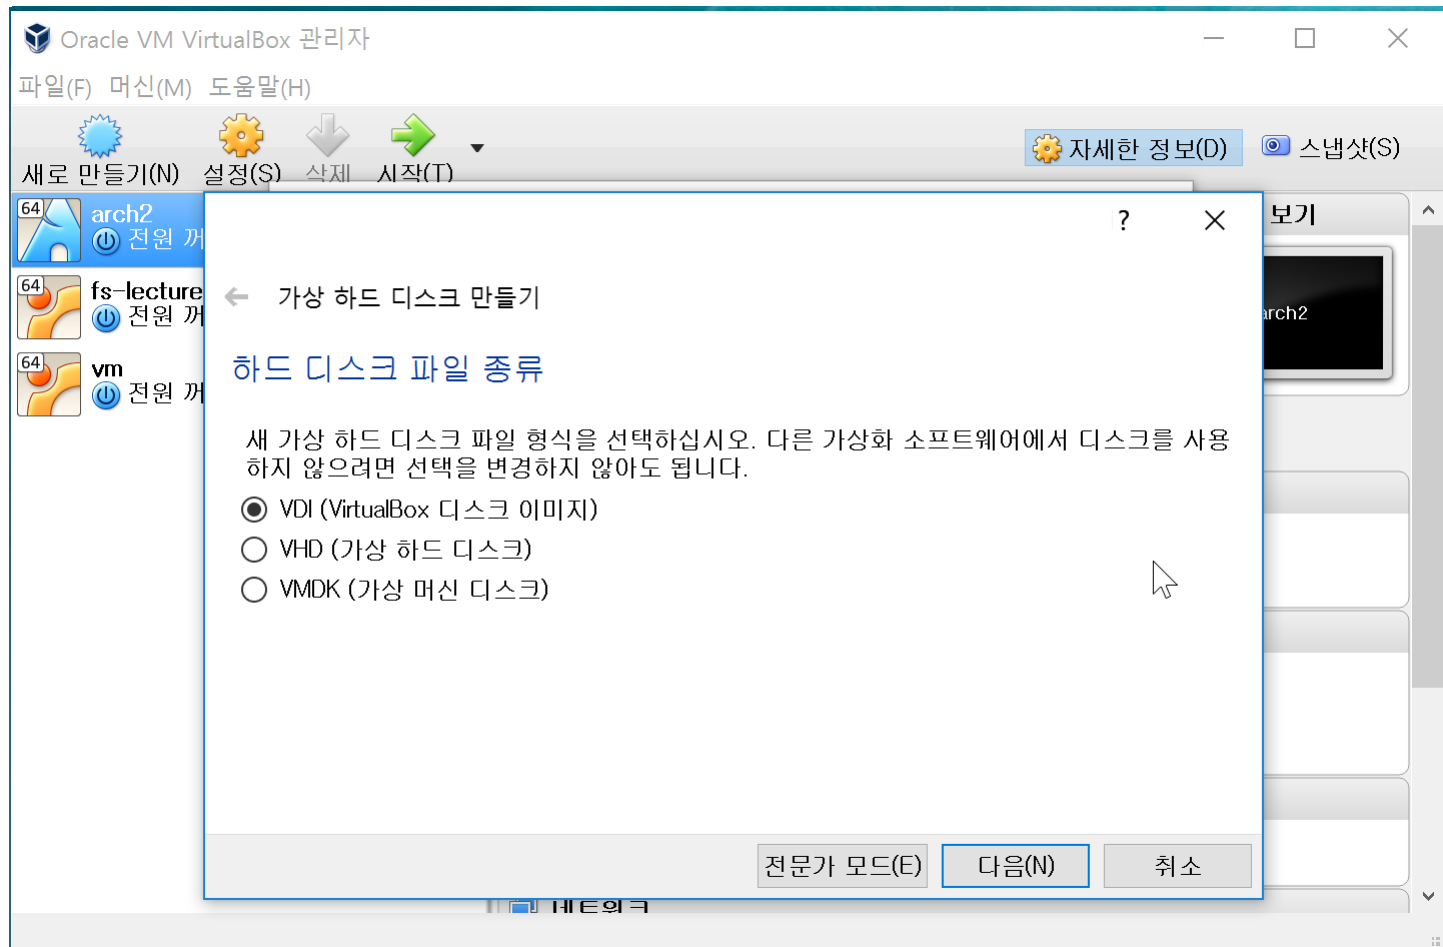 Oracle VM VirtualBox 관리자
파일(F) 머신(M) 도움말(H)
새로 만들기(N) 설정(S) 삭제 시작(T) 자세한 정보(D) 스냅샷(S)
64 arch2
전원 꺼
64 fs-lecture
전원 꺼
64 vm
전원 꺼
보기
arch2
?
가상 하드 디스크 만들기
하드 디스크 파일 종류
새 가상 하드 디스크 파일 형식을 선택하십시오. 다른 가상화 소프트웨어에서 디스크를 사용
하지 않으려면 선택을 변경하지 않아도 됩니다.
VDI (VirtualBox 디스크 이미지)
VHD (가상 하드 디스크)
VMDK (가상 머신 디스크)
전문가 모드(E) 다음(N) 취소
네트워크